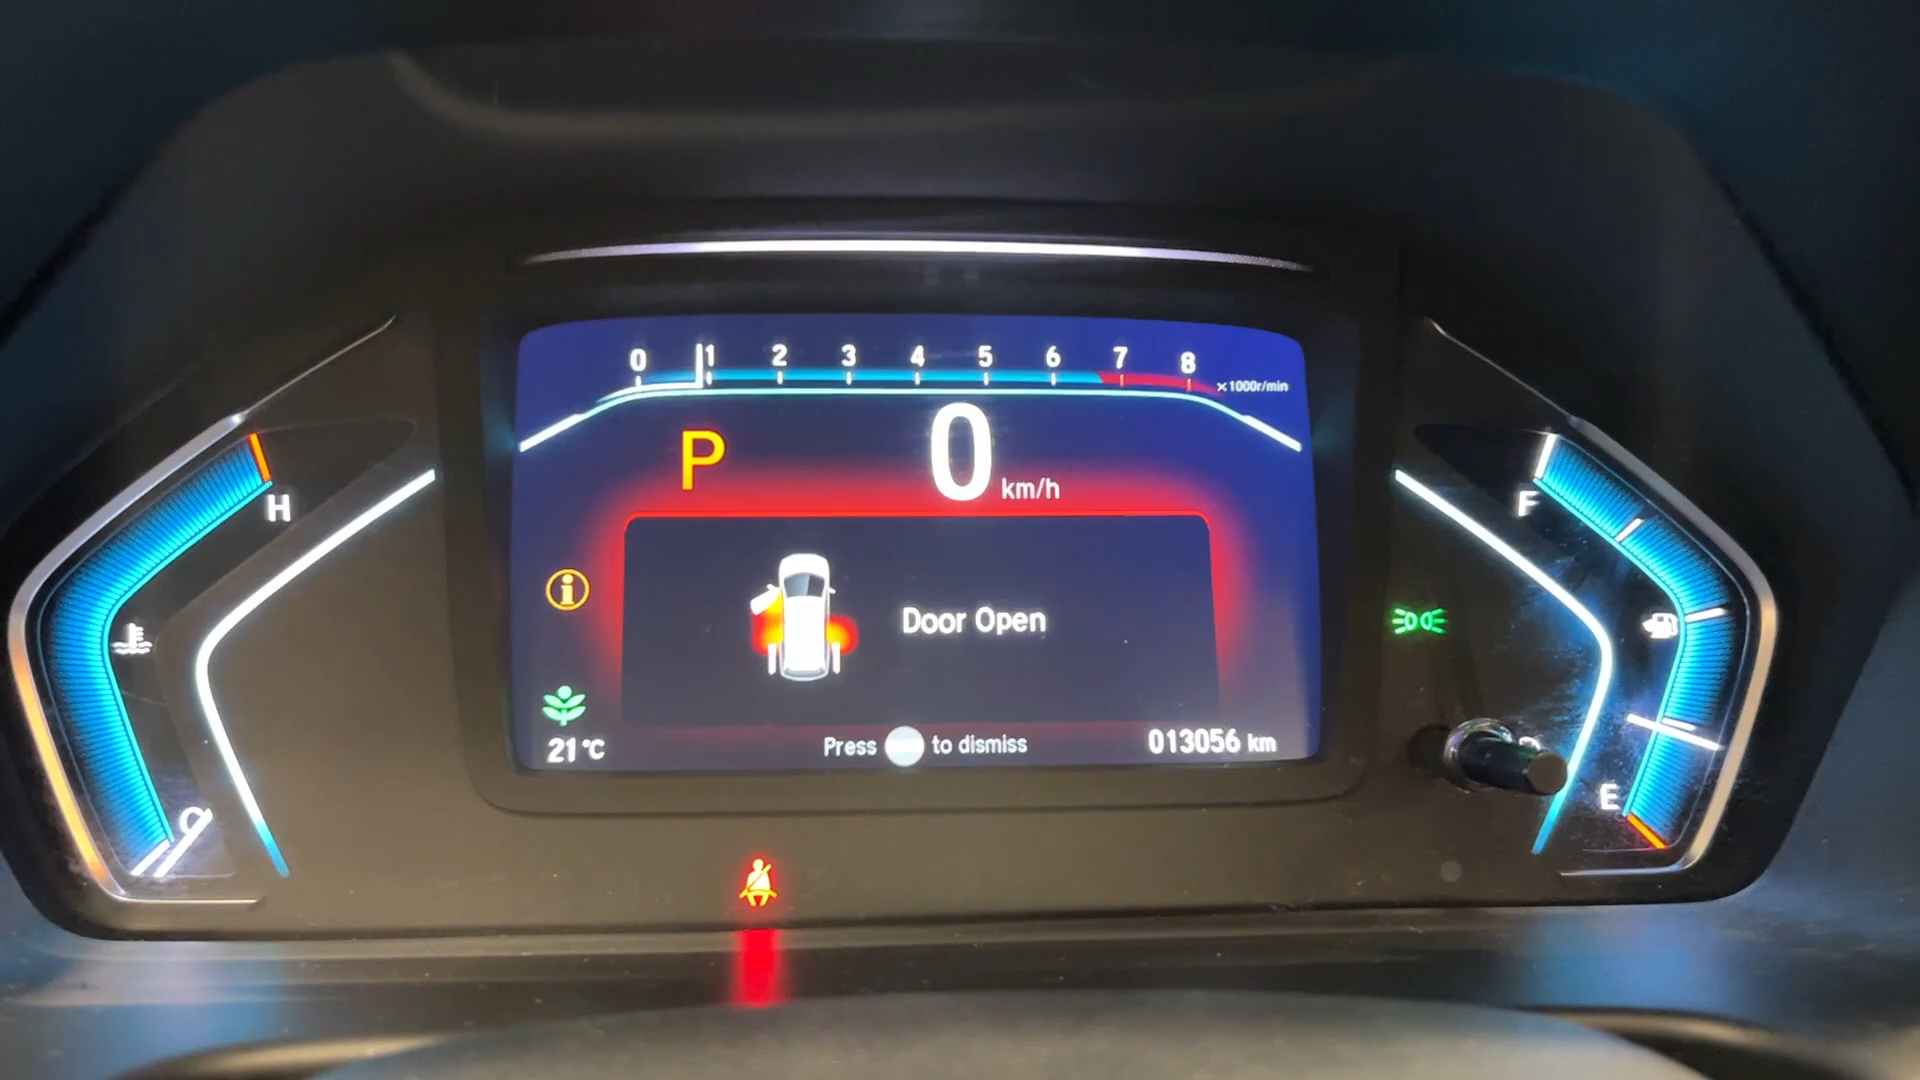 0 1 2 3 4 5 6 7 8
×1000r/min
P 0 km/h
H
F
Door Open
21°C
Press to dismiss
013056 km
E
C